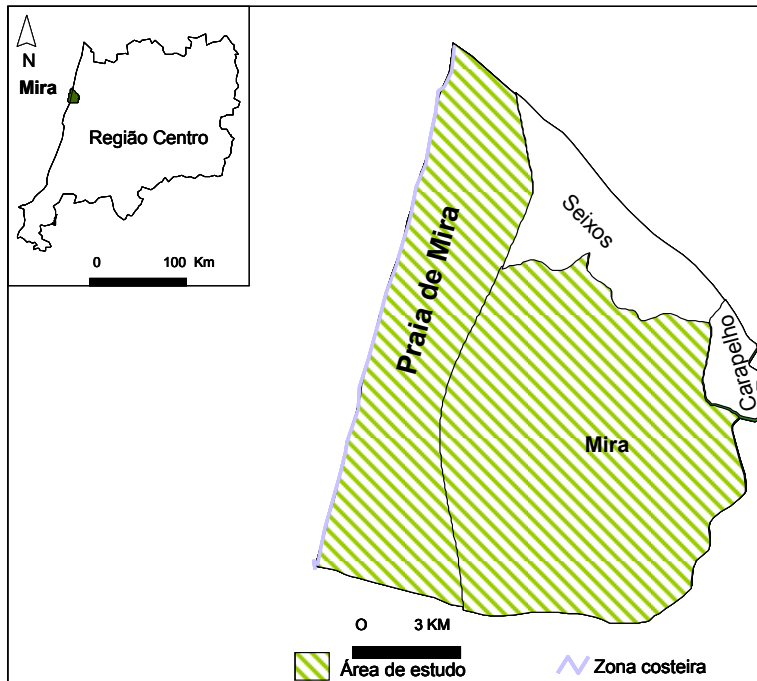 N
Mira
Região Centro
0 100 Km
Praia de Mira
Seixos
Carapelho
Mira
O 3 KM
Área de estudo
Zona costeira